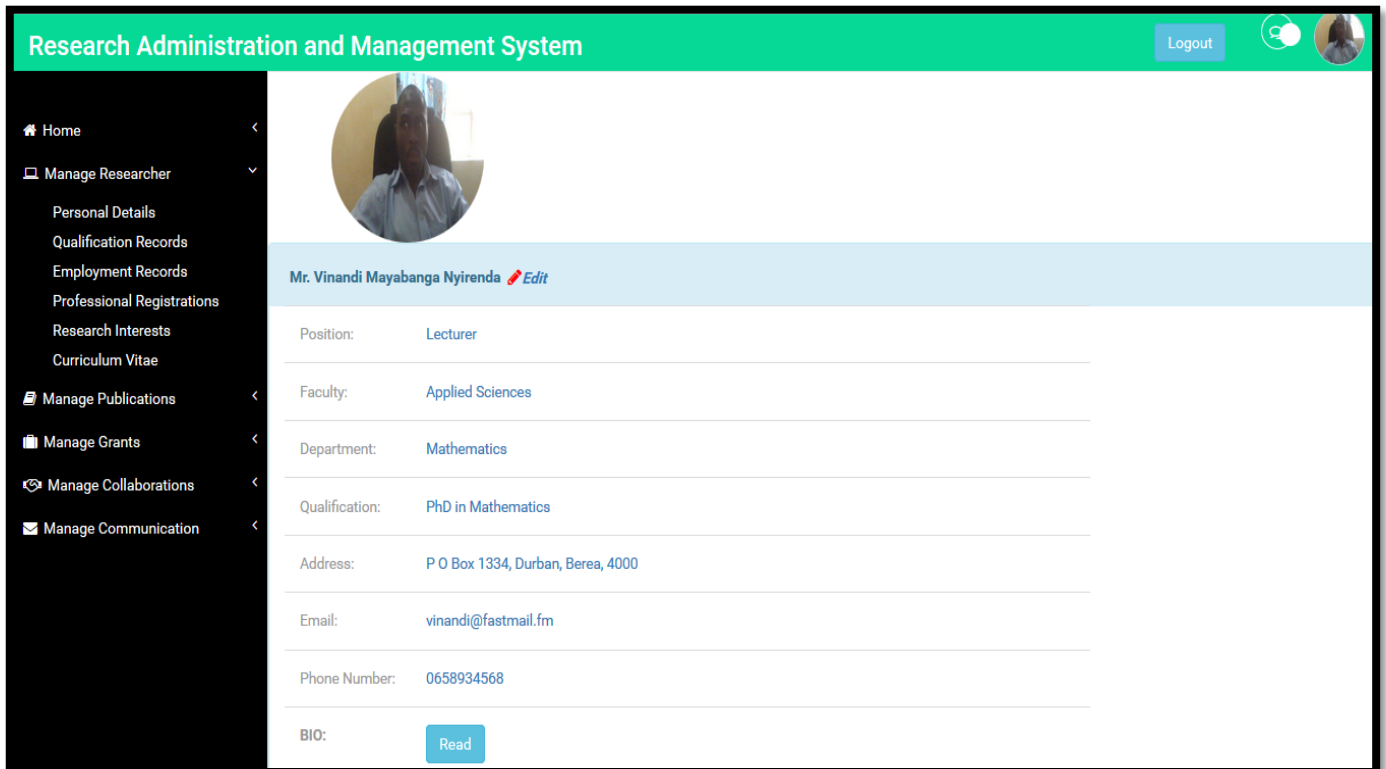 Research Administration and Management System
Logout
Home
Manage Researcher
Personal Details
Qualification Records
Employment Records
Professional Registrations
Research Interests
Curriculum Vitae
Manage Publications
Manage Grants
Manage Collaborations
Manage Communication
Mr. Vinandi Mayabanga Nyirenda Edit
Position: Lecturer
Faculty: Applied Sciences
Department: Mathematics
Qualification: PhD in Mathematics
Address: P O Box 1334, Durban, Berea, 4000
Email: vinandi@fastmail.fm
Phone Number: 0658934568
BIO: Read